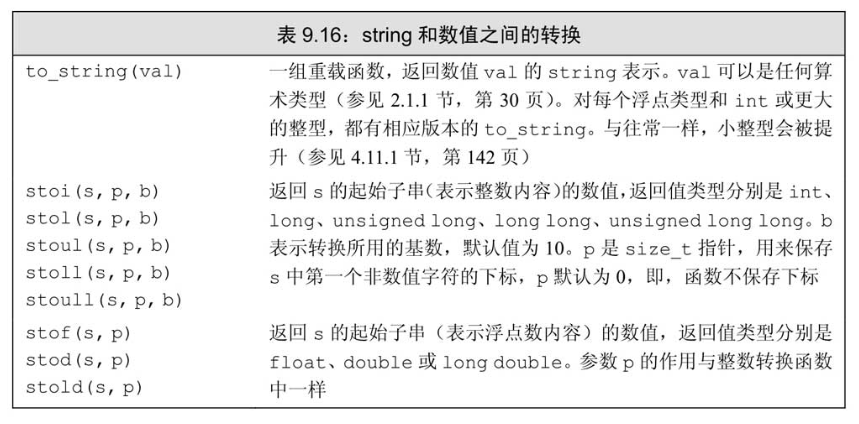 表 9.16：string 和数值之间的转换
to_string(val) 一组重载函数，返回数值 val 的 string 表示。val 可以是任何算
术类型（参见 2.1.1 节，第 30 页）。对每个浮点类型和 int 或更大
的整型，都有相应版本的 to_string。与往常一样，小整型会被提
升（参见 4.11.1 节，第 142 页）
stoi(s, p, b) 返回 s 的起始子串（表示整数内容）的数值，返回值类型分别是 int、
stol(s, p, b) long、unsigned long、long long、unsigned long long。b
stoul(s, p, b) 表示转换所用的基数，默认值为 10。p 是 size_t 指针，用来保存
stoll(s, p, b) s 中第一个非数值字符的下标，p 默认为 0，即，函数不保存下标
stoull(s, p, b)
stof(s, p) 返回 s 的起始子串（表示浮点数内容）的数值，返回值类型分别是
stod(s, p) float、double 或 long double。参数 p 的作用与整数转换函数
stold(s, p) 中一样